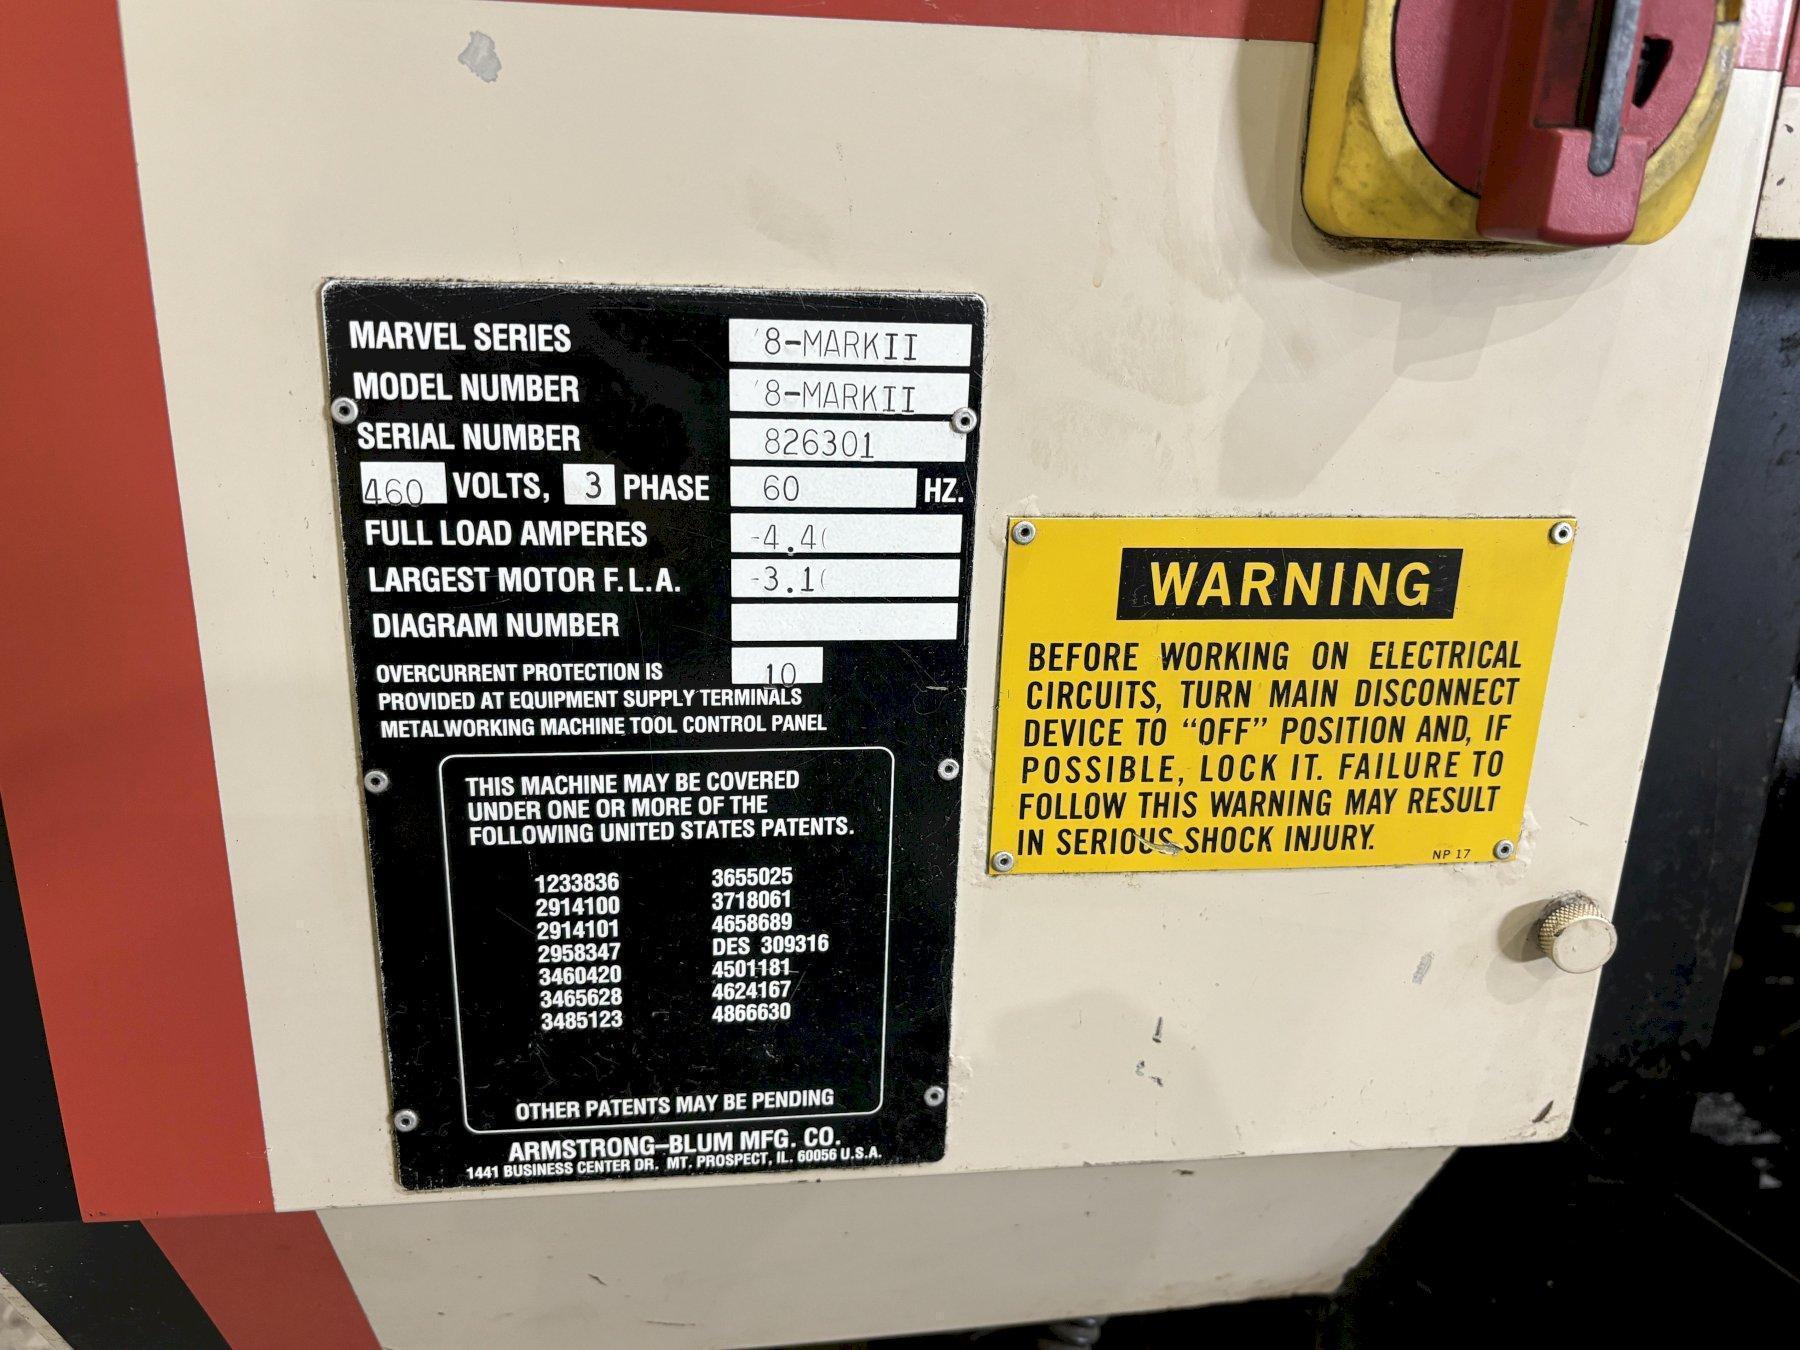 MARVEL SERIES 8-MARKII
MODEL NUMBER 8-MARKII
SERIAL NUMBER 826301
460 VOLTS, 3 PHASE 60 HZ.
FULL LOAD AMPERES -4.4(
LARGEST MOTOR F.L.A. -3.1(
DIAGRAM NUMBER
OVERCURRENT PROTECTION IS 10
PROVIDED AT EQUIPMENT SUPPLY TERMINALS
METALWORKING MACHINE TOOL CONTROL PANEL
THIS MACHINE MAY BE COVERED
UNDER ONE OR MORE OF THE
FOLLOWING UNITED STATES PATENTS.
1233836 3655025
2914100 3718061
2914101 4658689
2958347 DES 309316
3460420 4501181
3465628 4624167
3485123 4866630
OTHER PATENTS MAY BE PENDING
ARMSTRONG-BLUM MFG. CO.
1441 BUSINESS CENTER DR. MT. PROSPECT, IL. 60056 U.S.A.
WARNING
BEFORE WORKING ON ELECTRICAL
CIRCUITS, TURN MAIN DISCONNECT
DEVICE TO "OFF" POSITION AND, IF
POSSIBLE, LOCK IT. FAILURE TO
FOLLOW THIS WARNING MAY RESULT
IN SERIOUS SHOCK INJURY.
NP 17